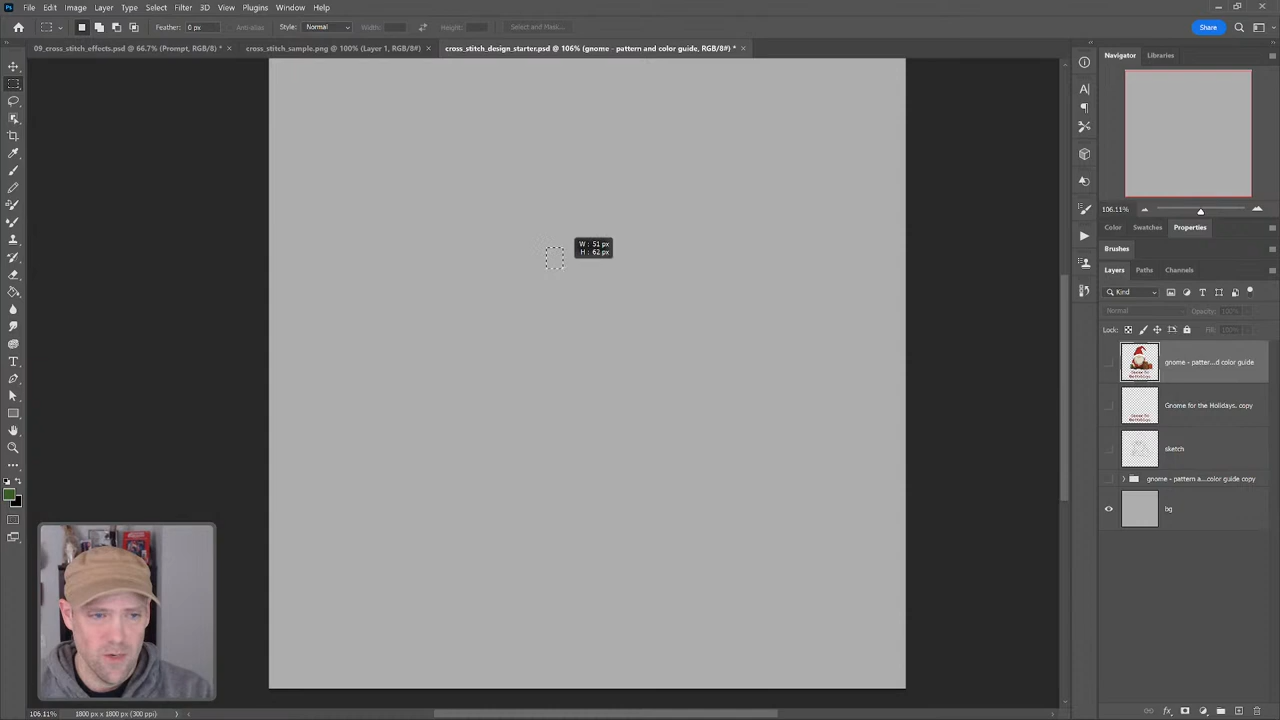 File Edit Image Layer Type Select Filter 3D View Plugins Window Help
Feather: 0 px Anti-alias Style: Normal Width: Height: Select and Mask... Share
09_cross_stitch_effects.psd @ 66.7% (Prompt, RGB/8) * × cross_stitch_sample.png @ 100% (Layer 1, RGB/8#) × cross_stitch_design_starter.psd @ 106% (gnome - pattern and color guide, RGB/8#) * ×
Navigator Libraries
W : 51 px
H : 62 px
106.11%
Color Swatches Properties
Brushes
Layers Paths Channels
Kind
Normal Opacity: 100%
Lock: Fill: 100%
gnome - patter...d color guide
Gnome for the Holidays. copy
sketch
gnome - pattern a...color guide copy
bg
106.11% 1800 px x 1800 px (300 ppi)